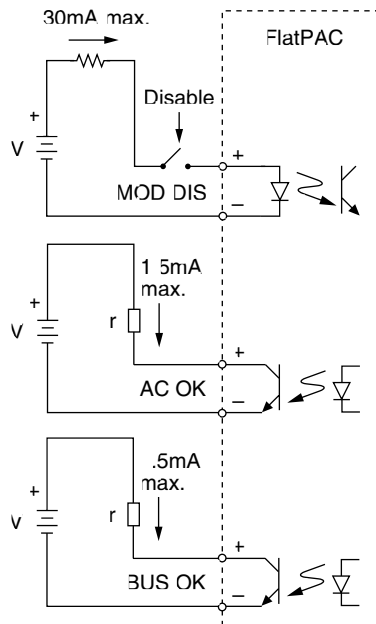 30mA max.
FlatPAC
Disable
+
V
+
MOD DIS
–
1 5mA
max.
+
V
r
+
AC OK
–
.5mA
max.
+
V
r
+
BUS OK
–